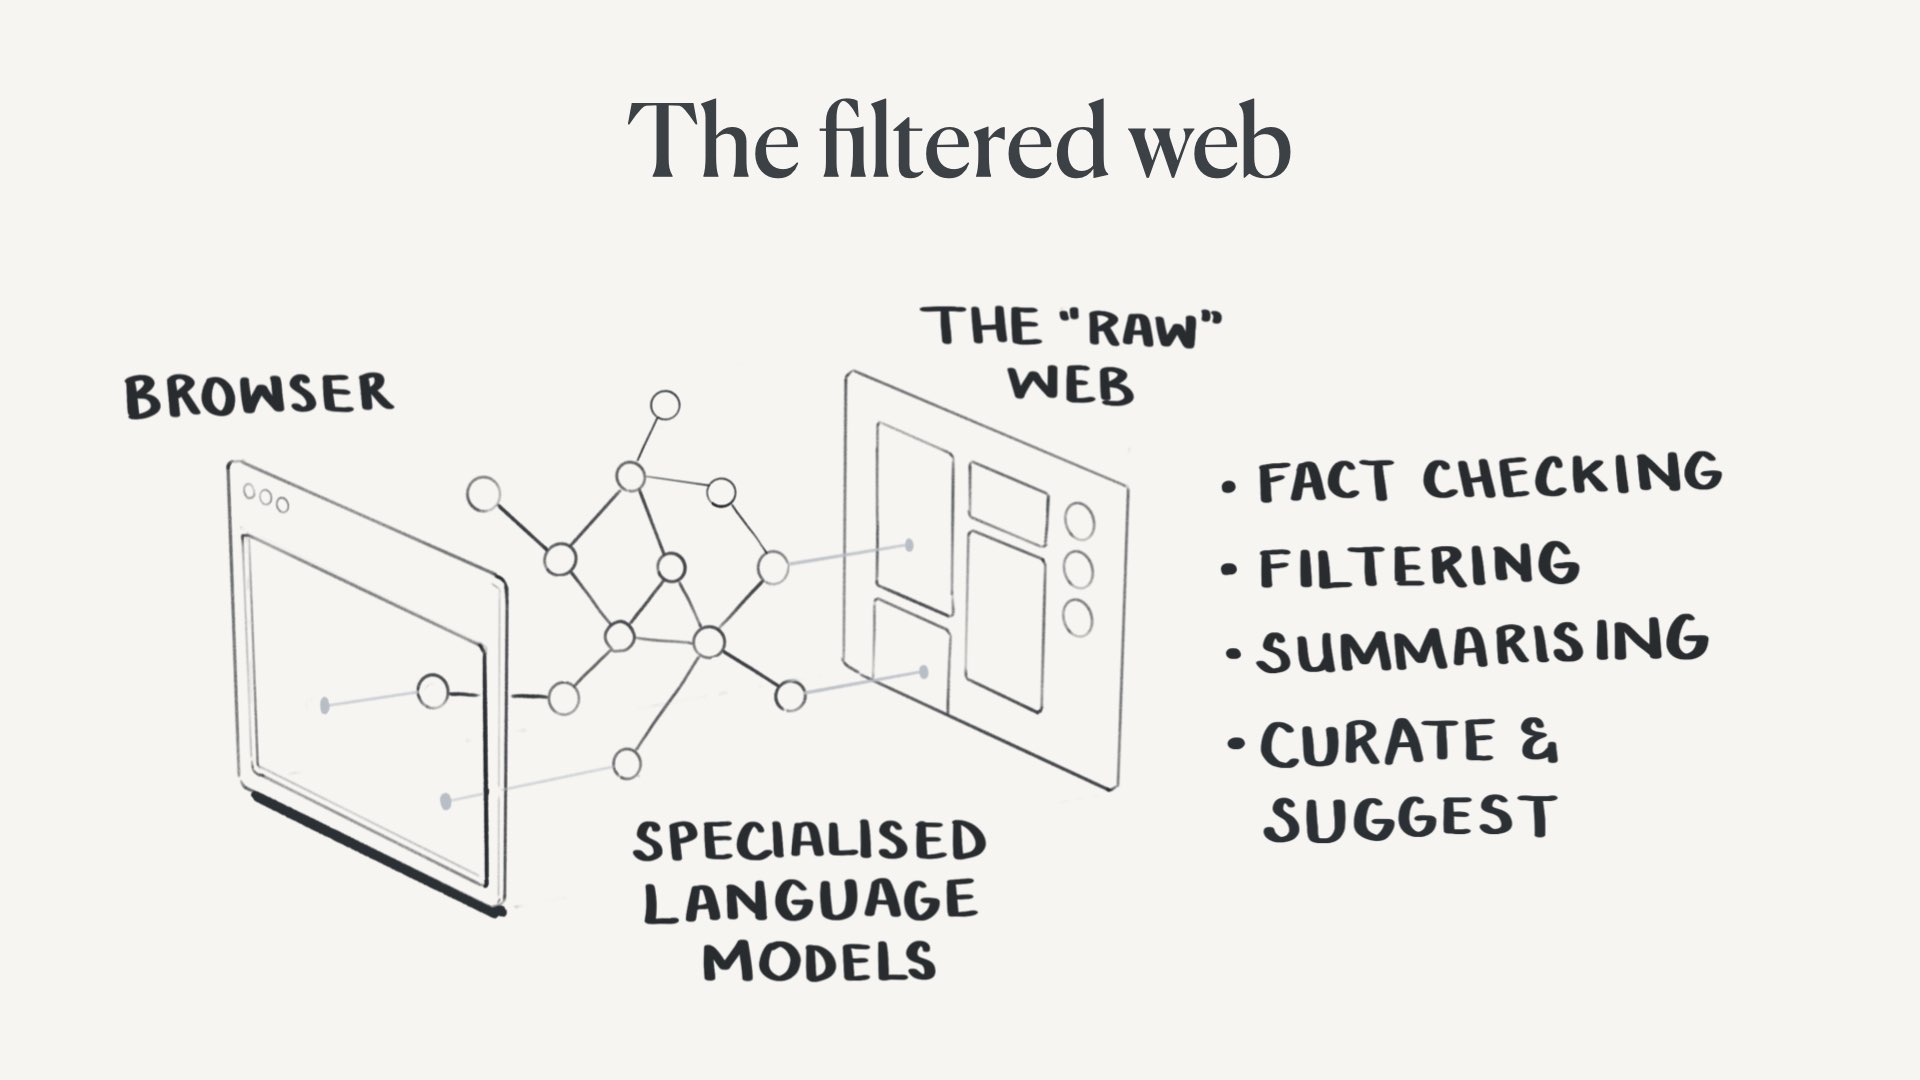 The filtered web
BROWSER
THE "RAW"
WEB
SPECIALISED
LANGUAGE
MODELS
• FACT CHECKING
• FILTERING
• SUMMARISING
• CURATE &
SUGGEST